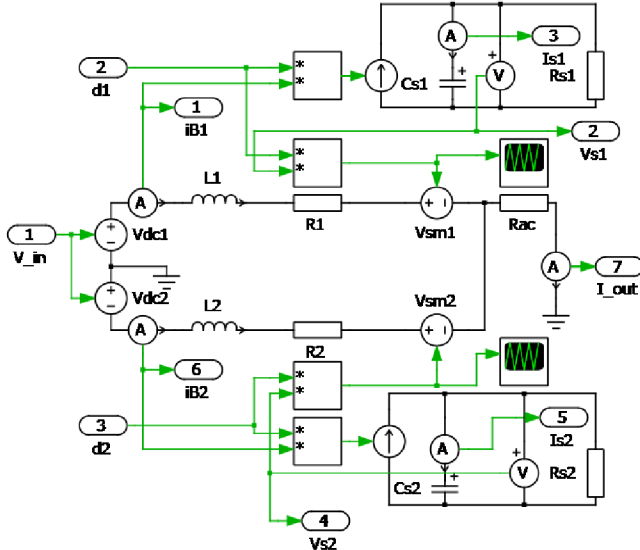 A
3
Is1
2
d1
*
*
Cs1
+
+
V
Rs1
1
iB1
*
*
2
Vs1
L1
A
R1
+
Vsm1
Rac
1
V_in
+
−
Vdc1
A
7
I_out
+
−
Vdc2
L2
A
R2
Vsm2
+
6
iB2
*
*
3
d2
*
*
A
5
Is2
Cs2
+
+
V
Rs2
4
Vs2